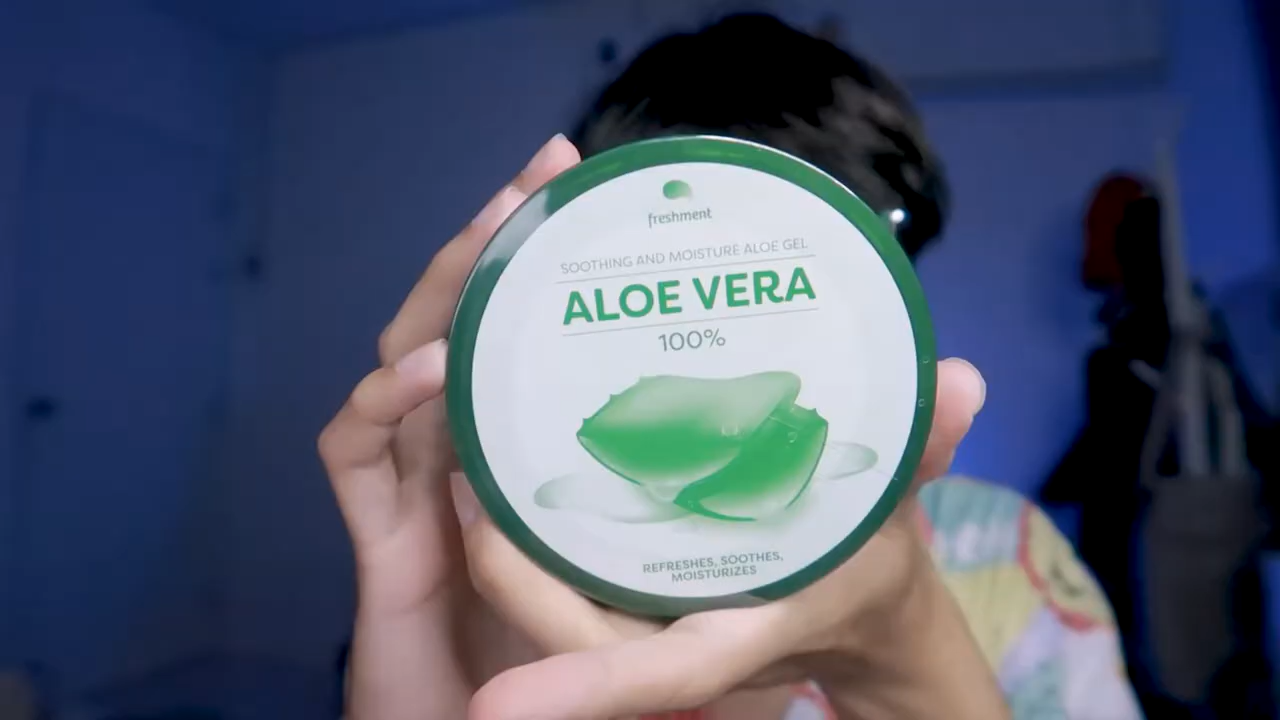 freshment
SOOTHING AND MOISTURE ALOE GEL
ALOE VERA
100%
REFRESHES, SOOTHES,
MOISTURIZES